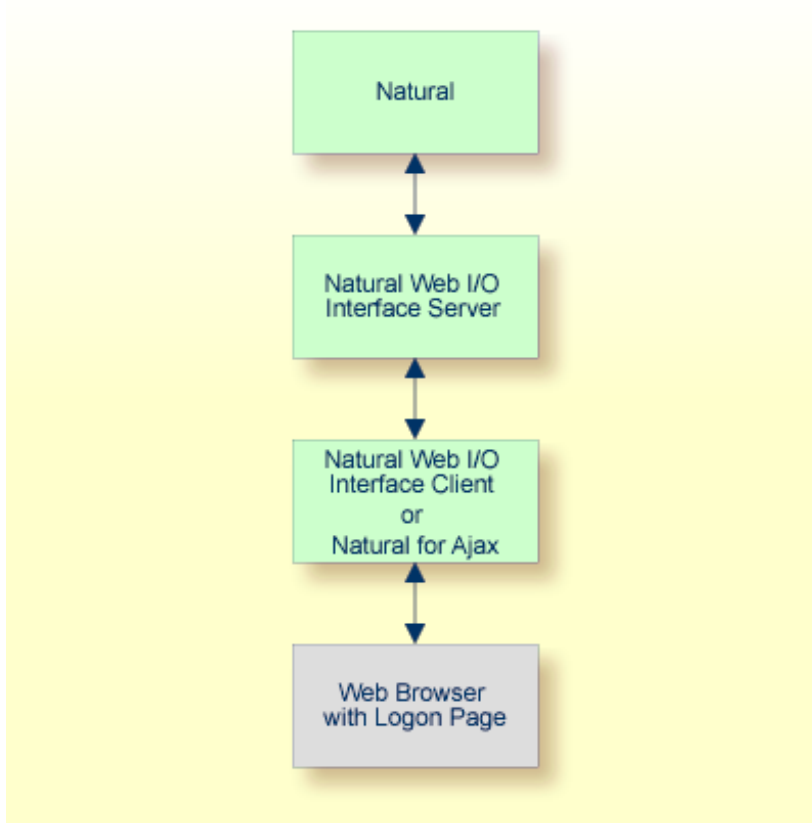 Natural
Natural Web I/O
Interface Server
Natural Web I/O
Interface Client
or
Natural for Ajax
Web Browser
with Logon Page